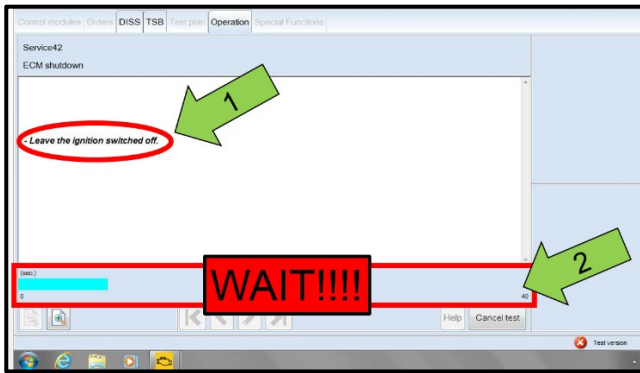 Control modules Orders DISS TSB Test plan Operation Special Functions
Service42
ECM shutdown
1
- Leave the ignition switched off.
2
(sec.)
WAIT!!!!
0 40
Help Cancel test
Test version